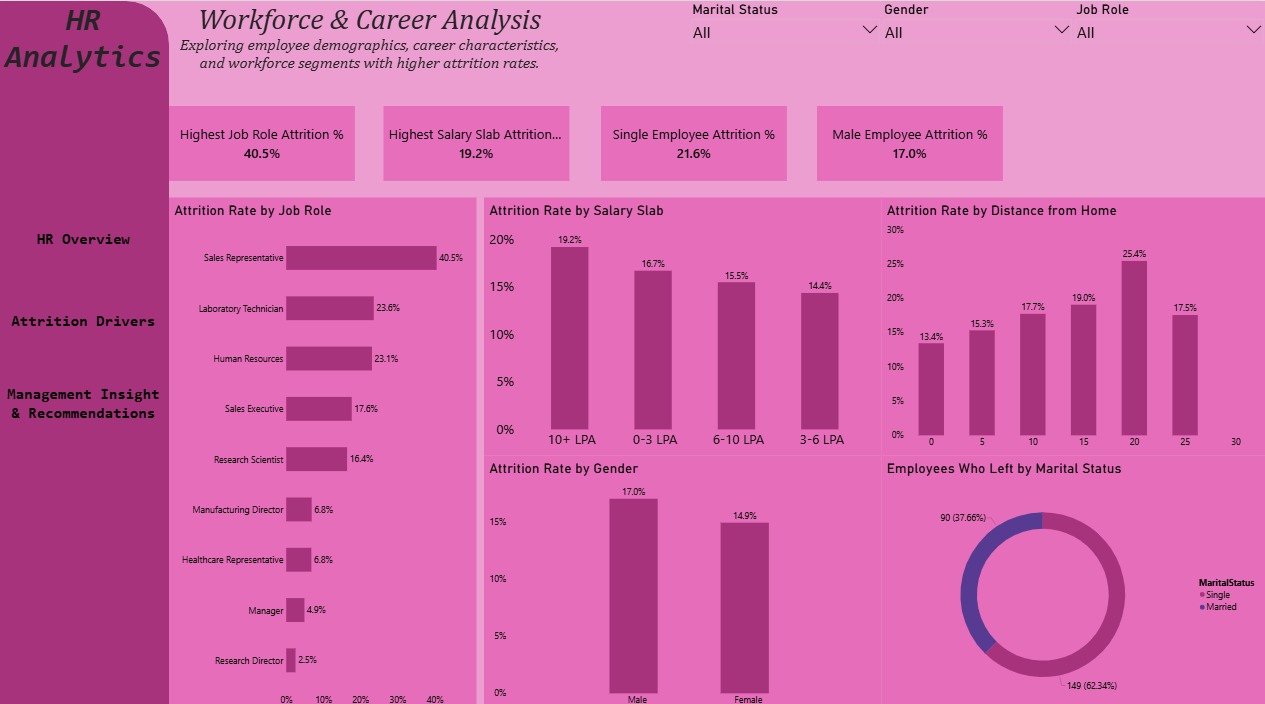 HR
Analytics
HR Overview
Attrition Drivers
Management Insight
& Recommendations
Workforce & Career Analysis
Exploring employee demographics, career characteristics,
and workforce segments with higher attrition rates.
Marital Status
All
Gender
All
Job Role
All
Highest Job Role Attrition %
40.5%
Highest Salary Slab Attrition...
19.2%
Single Employee Attrition %
21.6%
Male Employee Attrition %
17.0%
Attrition Rate by Job Role
Sales Representative 40.5%
Laboratory Technician 23.6%
Human Resources 23.1%
Sales Executive 17.6%
Research Scientist 16.4%
Manufacturing Director 6.8%
Healthcare Representative 6.8%
Manager 4.9%
Research Director 2.5%
0% 10% 20% 30% 40%
Attrition Rate by Salary Slab
20%
15%
10%
5%
0%
19.2% 16.7% 15.5% 14.4%
10+ LPA 0-3 LPA 6-10 LPA 3-6 LPA
Attrition Rate by Distance from Home
30%
25%
20%
15%
10%
5%
0%
13.4% 15.3% 17.7% 19.0% 25.4% 17.5%
0 5 10 15 20 25 30
Attrition Rate by Gender
15%
10%
5%
0%
17.0% 14.9%
Male Female
Employees Who Left by Marital Status
90 (37.66%)
149 (62.34%)
MaritalStatus
Single
Married